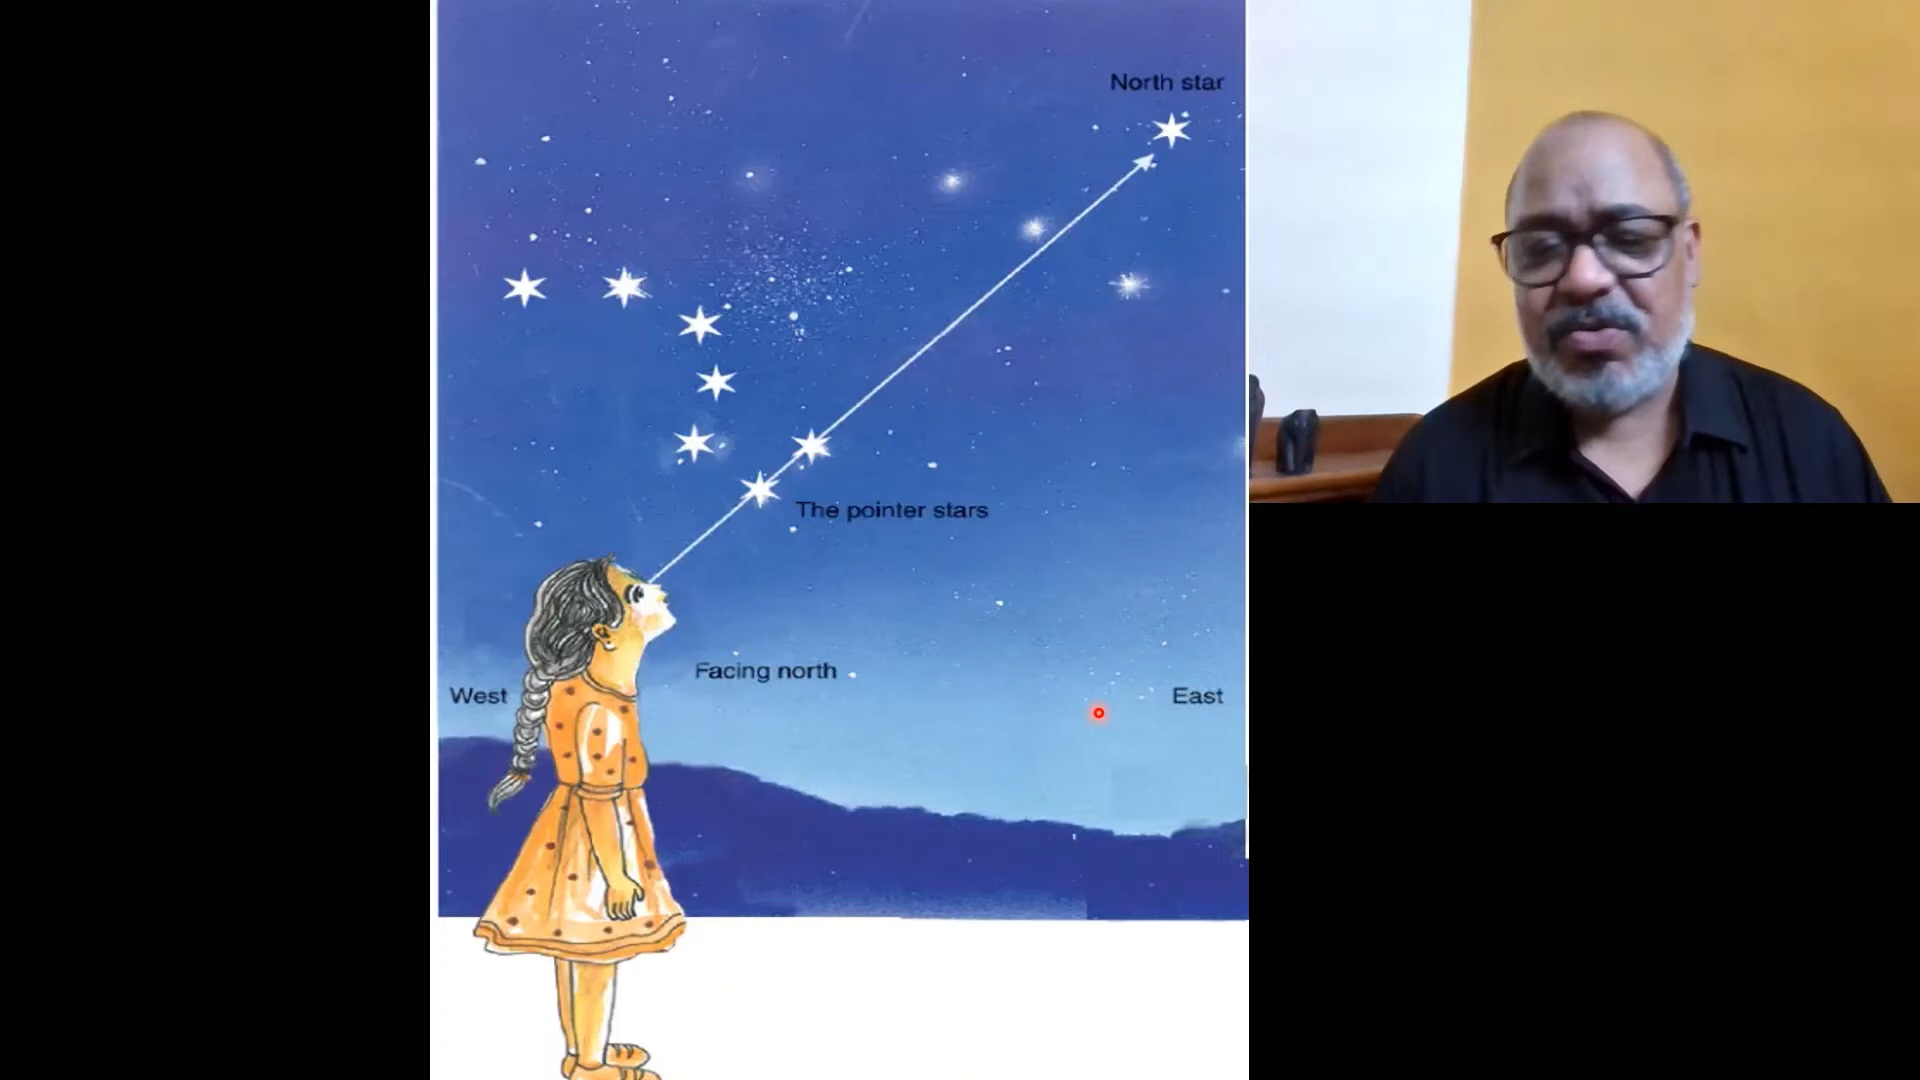 North star
The pointer stars
Facing north
West
East